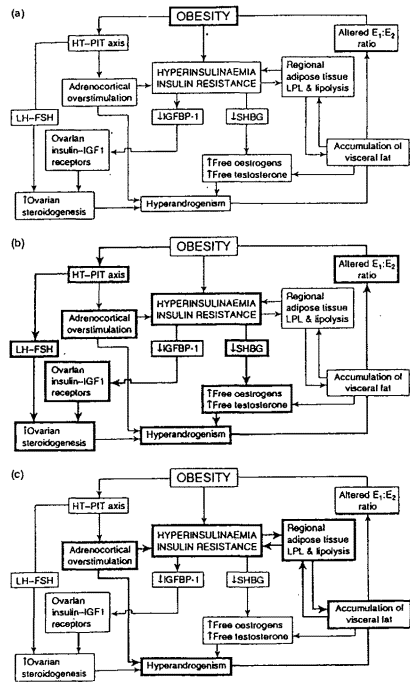 (a)
OBESITY
HT–PIT axis
Altered E1:E2
ratio
Adrenocortical
overstimulation
HYPERINSULINAEMIA
INSULIN RESISTANCE
Regional
adipose tissue
LPL & lipolysis
LH–FSH
↓IGFBP-1
↓SHBG
Ovarian
insulin–IGF1
receptors
↑Free oestrogens
↑Free testosterone
Accumulation of
visceral fat
↑Ovarian
steroidogenesis
Hyperandrogenism
(b)
OBESITY
HT–PIT axis
Altered E1:E2
ratio
Adrenocortical
overstimulation
HYPERINSULINAEMIA
INSULIN RESISTANCE
Regional
adipose tissue
LPL & lipolysis
LH–FSH
↓IGFBP-1
↓SHBG
Ovarian
insulin–IGF1
receptors
↑Free oestrogens
↑Free testosterone
Accumulation of
visceral fat
↑Ovarian
steroidogenesis
Hyperandrogenism
(c)
OBESITY
HT–PIT axis
Altered E1:E2
ratio
Adrenocortical
overstimulation
HYPERINSULINAEMIA
INSULIN RESISTANCE
Regional
adipose tissue
LPL & lipolysis
LH–FSH
↓IGFBP-1
↓SHBG
Ovarian
insulin–IGF1
receptors
↑Free oestrogens
↑Free testosterone
Accumulation of
visceral fat
↑Ovarian
steroidogenesis
Hyperandrogenism